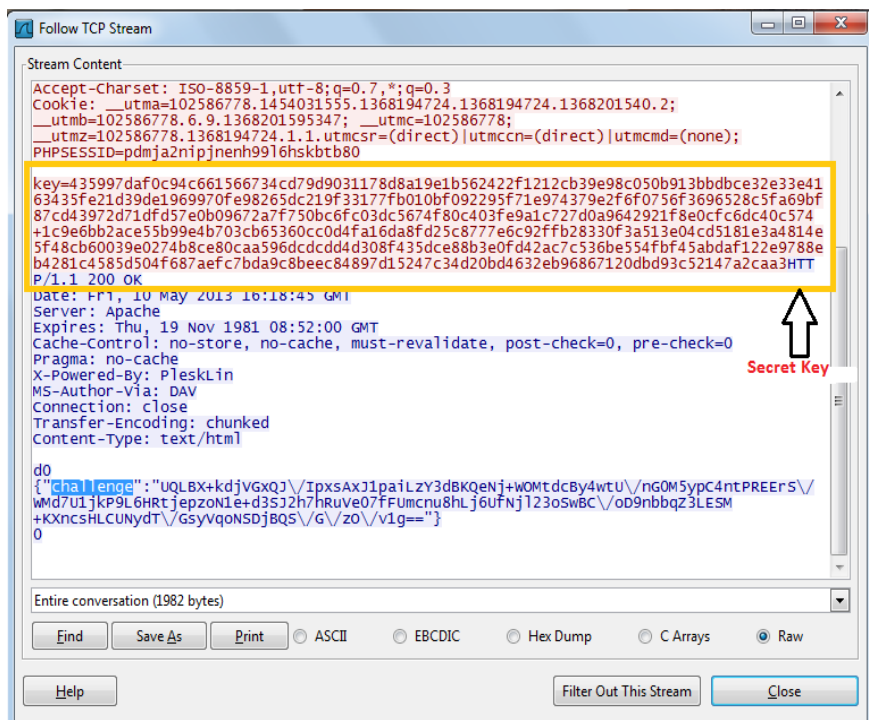 Follow TCP Stream
Stream Content
Accept-Charset: ISO-8859-1,utf-8;q=0.7,*;q=0.3
Cookie: __utma=102586778.1454031555.1368194724.1368194724.1368201540.2;
__utmb=102586778.6.9.1368201595347; __utmc=102586778;
__utmz=102586778.1368194724.1.1.utmcsr=(direct)|utmccn=(direct)|utmcmd=(none);
PHPSESSID=pdmja2nipjnenh99l6hskbtb80
key=435997daf0c94c661566734cd79d9031178d8a19e1b562422f1212cb39e98c050b913bbdbce32e33e41
63435fe21d39de1969970fe98265dc219f33177fb010bf092295f71e974379e2f6f0756f3696528c5fa69bf
87cd43972d71dfd57e0b09672a7f750bc6fc03dc5674f80c403fe9a1c727d0a9642921f8e0cfc6dc40c574
+1c9e6bb2ace55b99e4b703cb65360cc0d4fa16da8fd25c8777e6c92ffb28330f3a513e04cd5181e3a4814e
5f48cb60039e0274b8ce80caa596dcdcdd4d308f435dce88b3e0fd42ac7c536be554fbf45abdaf122e9788e
b4281c4585d504f687aefc7bda9c8beec84897d15247c34d20bd4632eb96867120dbd93c52147a2caa3HTT
P/1.1 200 OK
Date: Fri, 10 May 2013 16:18:45 GMT
Server: Apache
Expires: Thu, 19 Nov 1981 08:52:00 GMT
Cache-Control: no-store, no-cache, must-revalidate, post-check=0, pre-check=0
Pragma: no-cache
X-Powered-By: PleskLin
MS-Author-Via: DAV
Connection: close
Transfer-Encoding: chunked
Content-Type: text/html
Secret Key
d0
{"challenge":"UQLBX+kdjVGxQJ\/IpxsAxJ1paiLzY3dBKQeNj+WOMtdcBy4wtU\/nGOM5ypC4ntPREErS\/
WMd7U1jkP9L6HRtjepzoN1e+d3SJ2h7hRuVeO7fFUmcnu8hLj6UfNjl23oSwBC\/oD9nbbqZ3LESM
+KXncsHLCUNydT\/GsyVqoNSDjBQS\/G\/zO\/v1g=="}
0
Entire conversation (1982 bytes)
Find
Save As
Print
ASCII
EBCDIC
Hex Dump
C Arrays
Raw
Help
Filter Out This Stream
Close